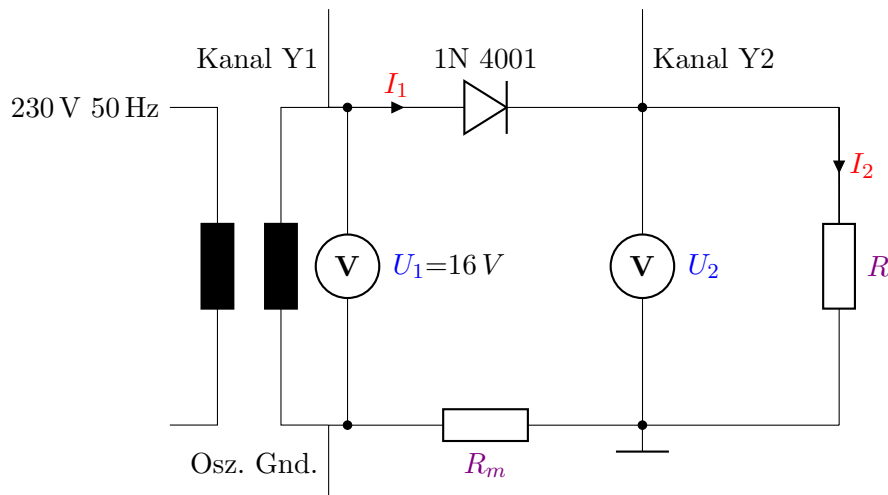 Kanal Y1
1N 4001
Kanal Y2
I₁
230 V 50 Hz
I₂
V
U₁=16 V
V
U₂
R
Osz. Gnd.
Rₘ